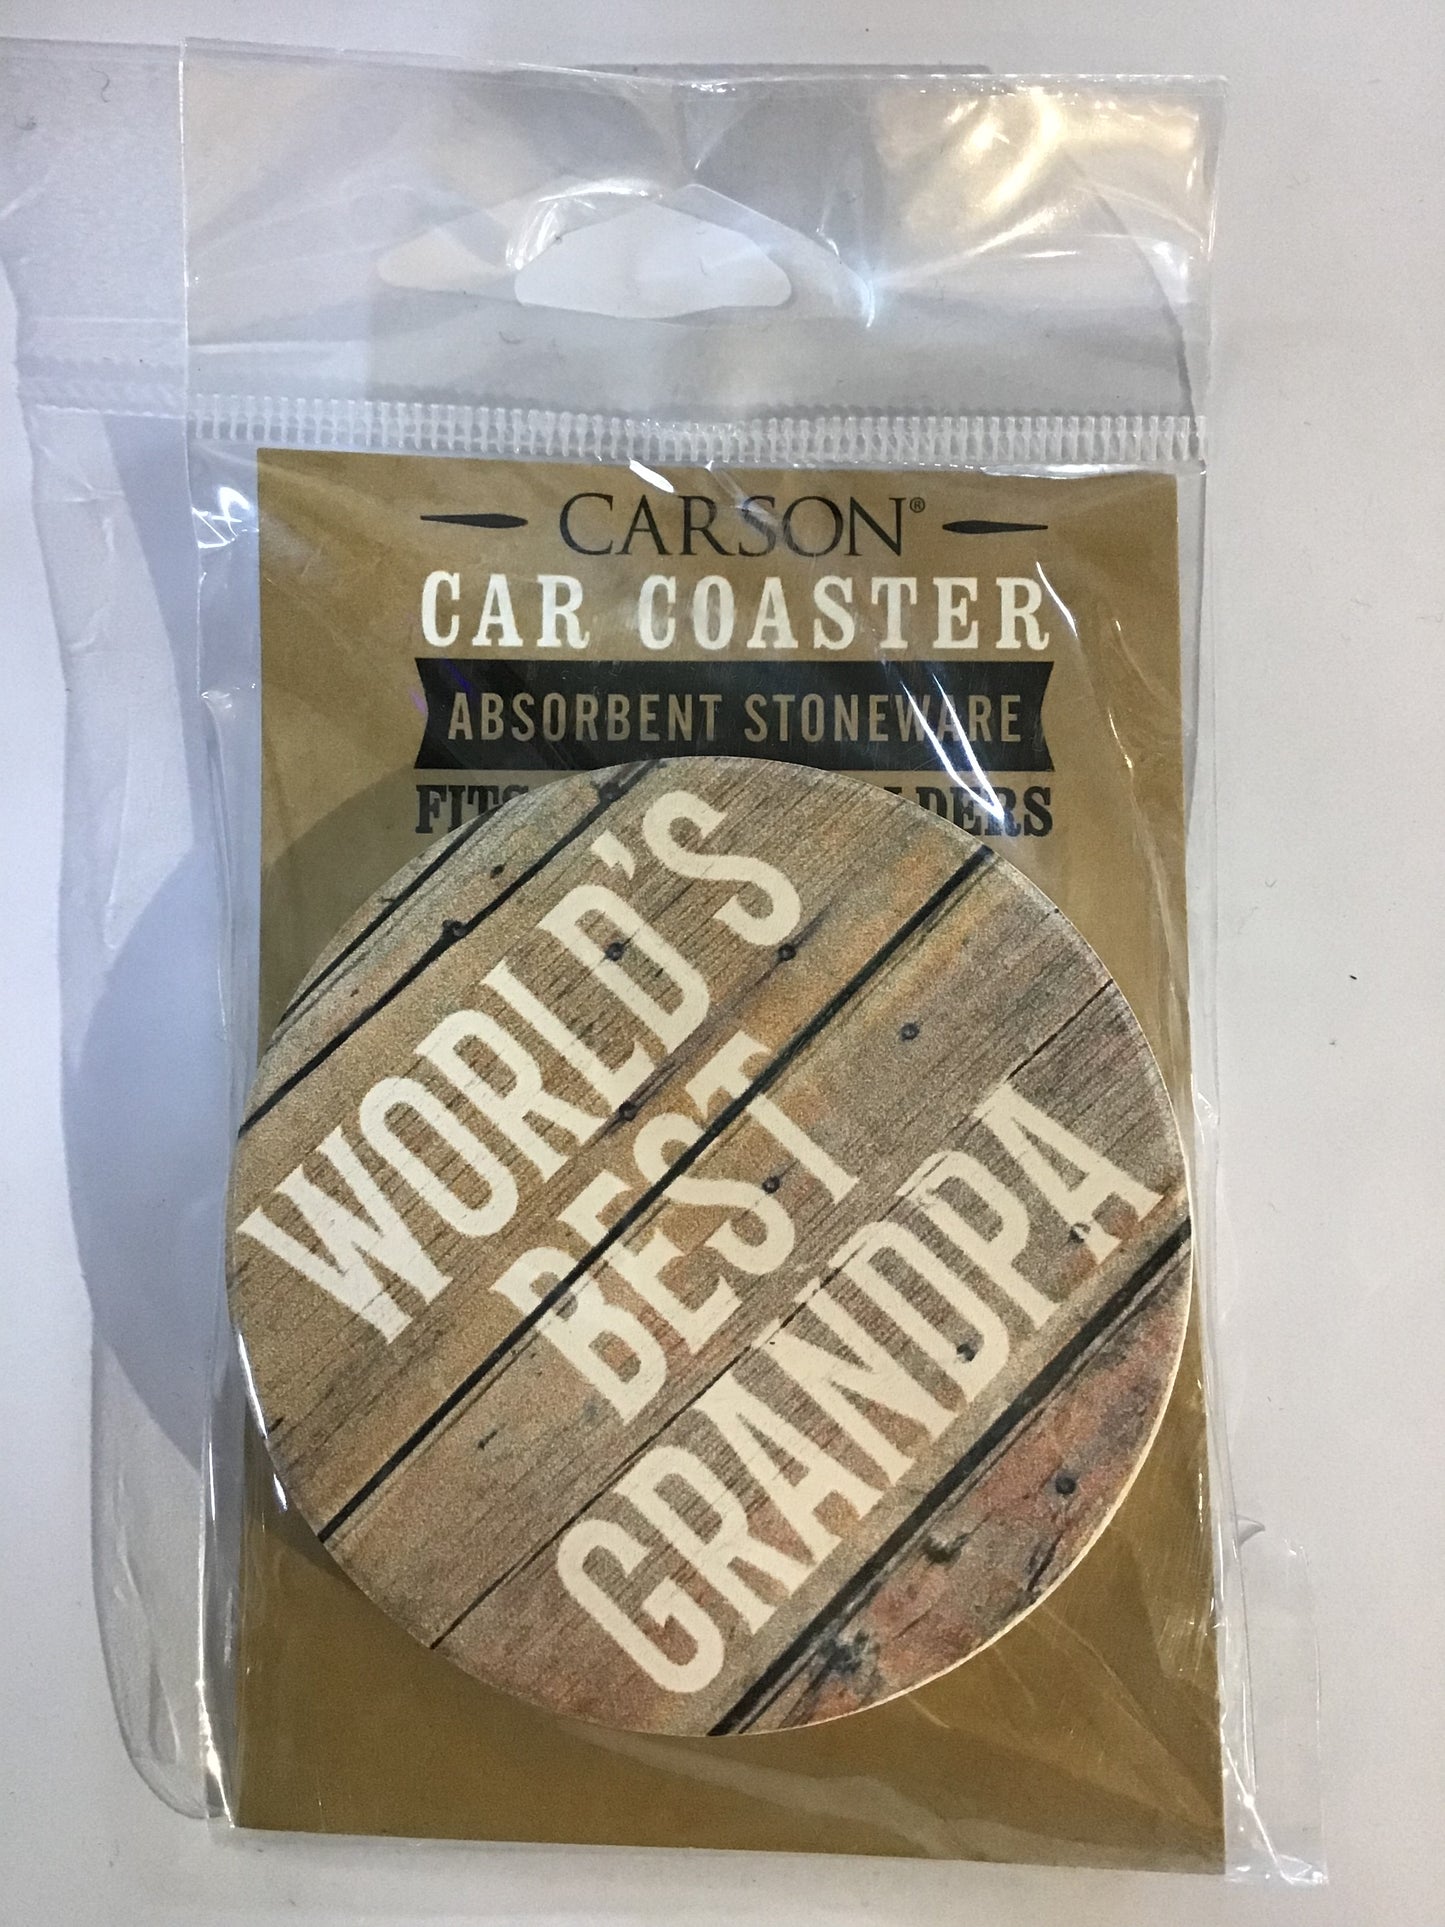 CARSON®
CAR COASTER
ABSORBENT STONEWARE
WORLD'S
BEST
GRANDPA